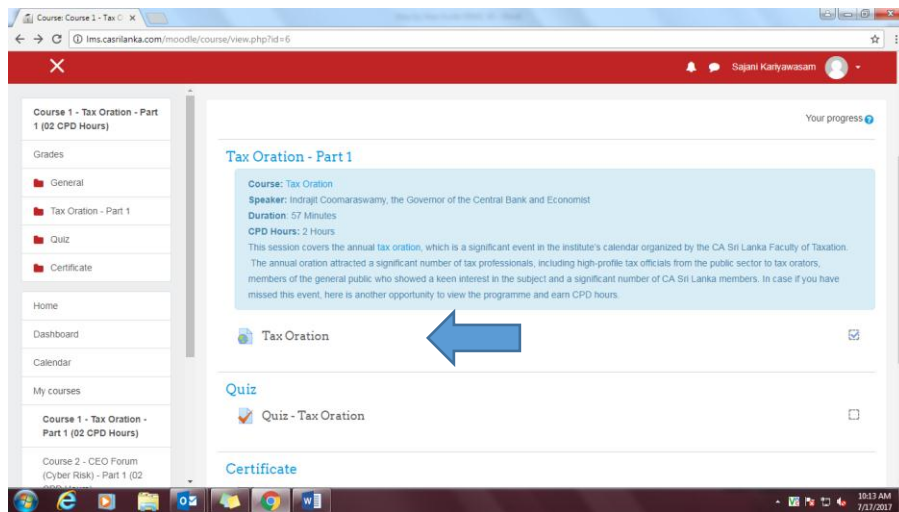 Course: Course 1 - Tax O
lms.casrilanka.com/moodle/course/view.php?id=6
Sajani Kariyawasam
Course 1 - Tax Oration - Part
1 (02 CPD Hours)
Grades
General
Tax Oration - Part 1
Quiz
Certificate
Home
Dashboard
Calendar
My courses
Course 1 - Tax Oration -
Part 1 (02 CPD Hours)
Course 2 - CEO Forum
(Cyber Risk) - Part 1 (02
Your progress
Tax Oration - Part 1
Course: Tax Oration
Speaker: Indrajit Coomaraswamy, the Governor of the Central Bank and Economist
Duration: 57 Minutes
CPD Hours: 2 Hours
This session covers the annual tax oration, which is a significant event in the institute's calendar organized by the CA Sri Lanka Faculty of Taxation.
The annual oration attracted a significant number of tax professionals, including high-profile tax officials from the public sector to tax orators,
members of the general public who showed a keen interest in the subject and a significant number of CA Sri Lanka members. In case if you have
missed this event, here is another opportunity to view the programme and earn CPD hours.
Tax Oration
Quiz
Quiz - Tax Oration
Certificate
10:13 AM
7/17/2017